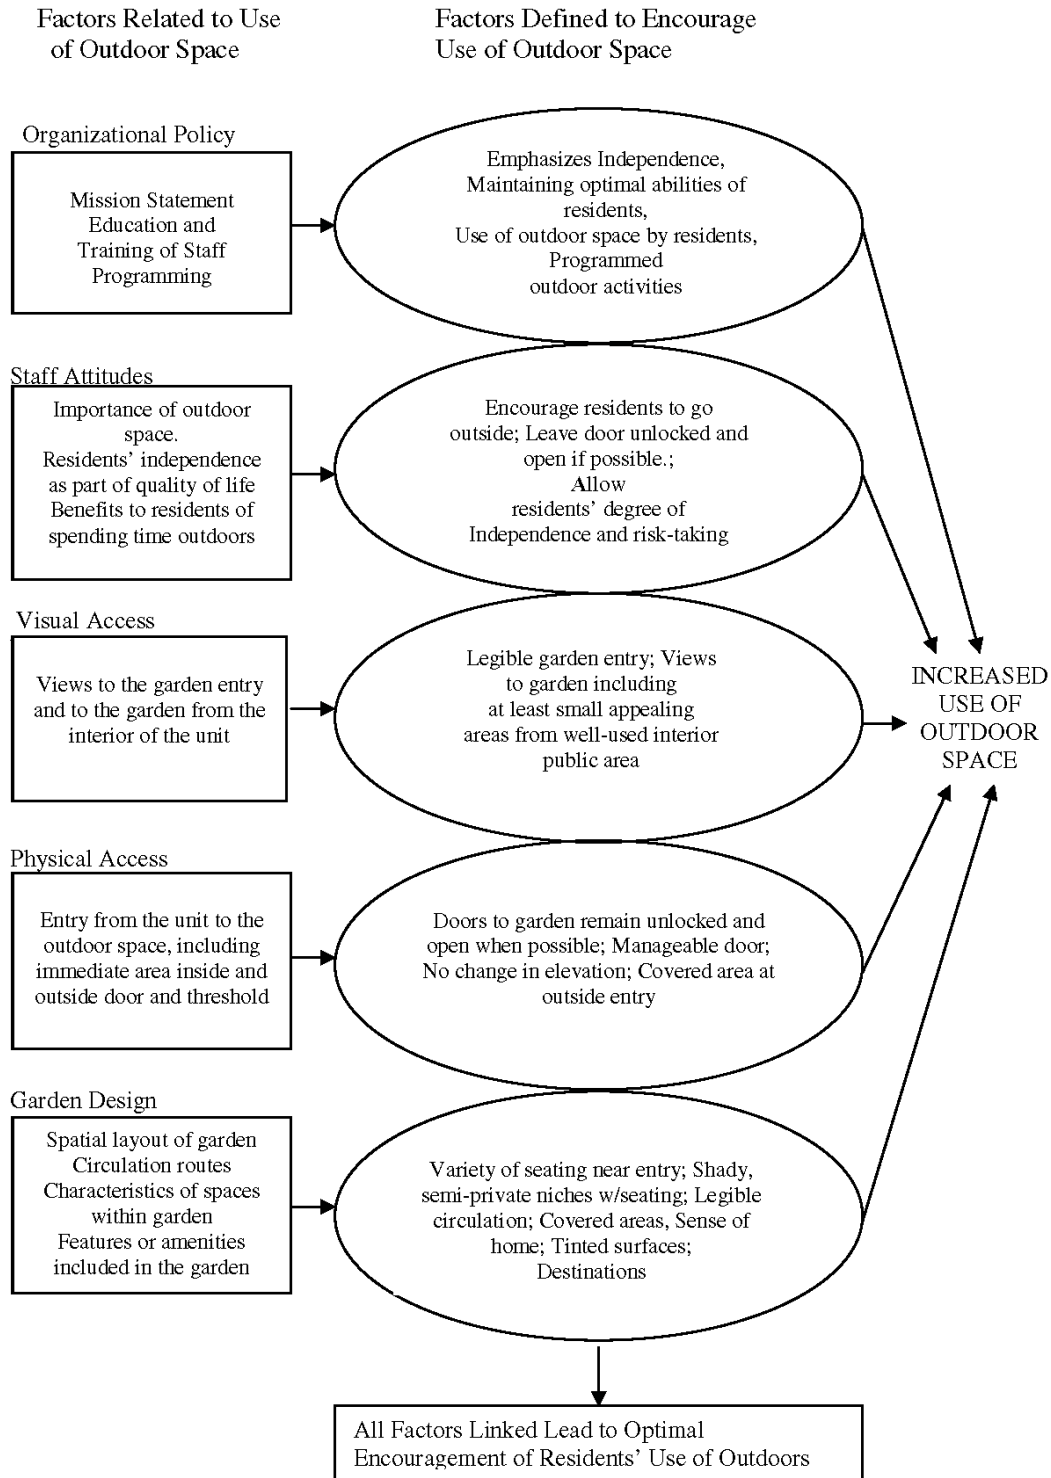 Factors Related to Use
of Outdoor Space
Factors Defined to Encourage
Use of Outdoor Space
Organizational Policy
Mission Statement
Education and
Training of Staff
Programming
Emphasizes Independence,
Maintaining optimal abilities of
residents,
Use of outdoor space by residents,
Programmed
outdoor activities
Staff Attitudes
Importance of outdoor
space.
Residents' independence
as part of quality of life
Benefits to residents of
spending time outdoors
Encourage residents to go
outside; Leave door unlocked and
open if possible.;
Allow
residents' degree of
Independence and risk-taking
Visual Access
Views to the garden entry
and to the garden from the
interior of the unit
Legible garden entry; Views
to garden including
at least small appealing
areas from well-used interior
public area
INCREASED
USE OF
OUTDOOR
SPACE
Physical Access
Entry from the unit to the
outdoor space, including
immediate area inside and
outside door and threshold
Doors to garden remain unlocked and
open when possible; Manageable door;
No change in elevation; Covered area at
outside entry
Garden Design
Spatial layout of garden
Circulation routes
Characteristics of spaces
within garden
Features or amenities
included in the garden
Variety of seating near entry; Shady,
semi-private niches w/seating; Legible
circulation; Covered areas, Sense of
home; Tinted surfaces;
Destinations
All Factors Linked Lead to Optimal
Encouragement of Residents' Use of Outdoors